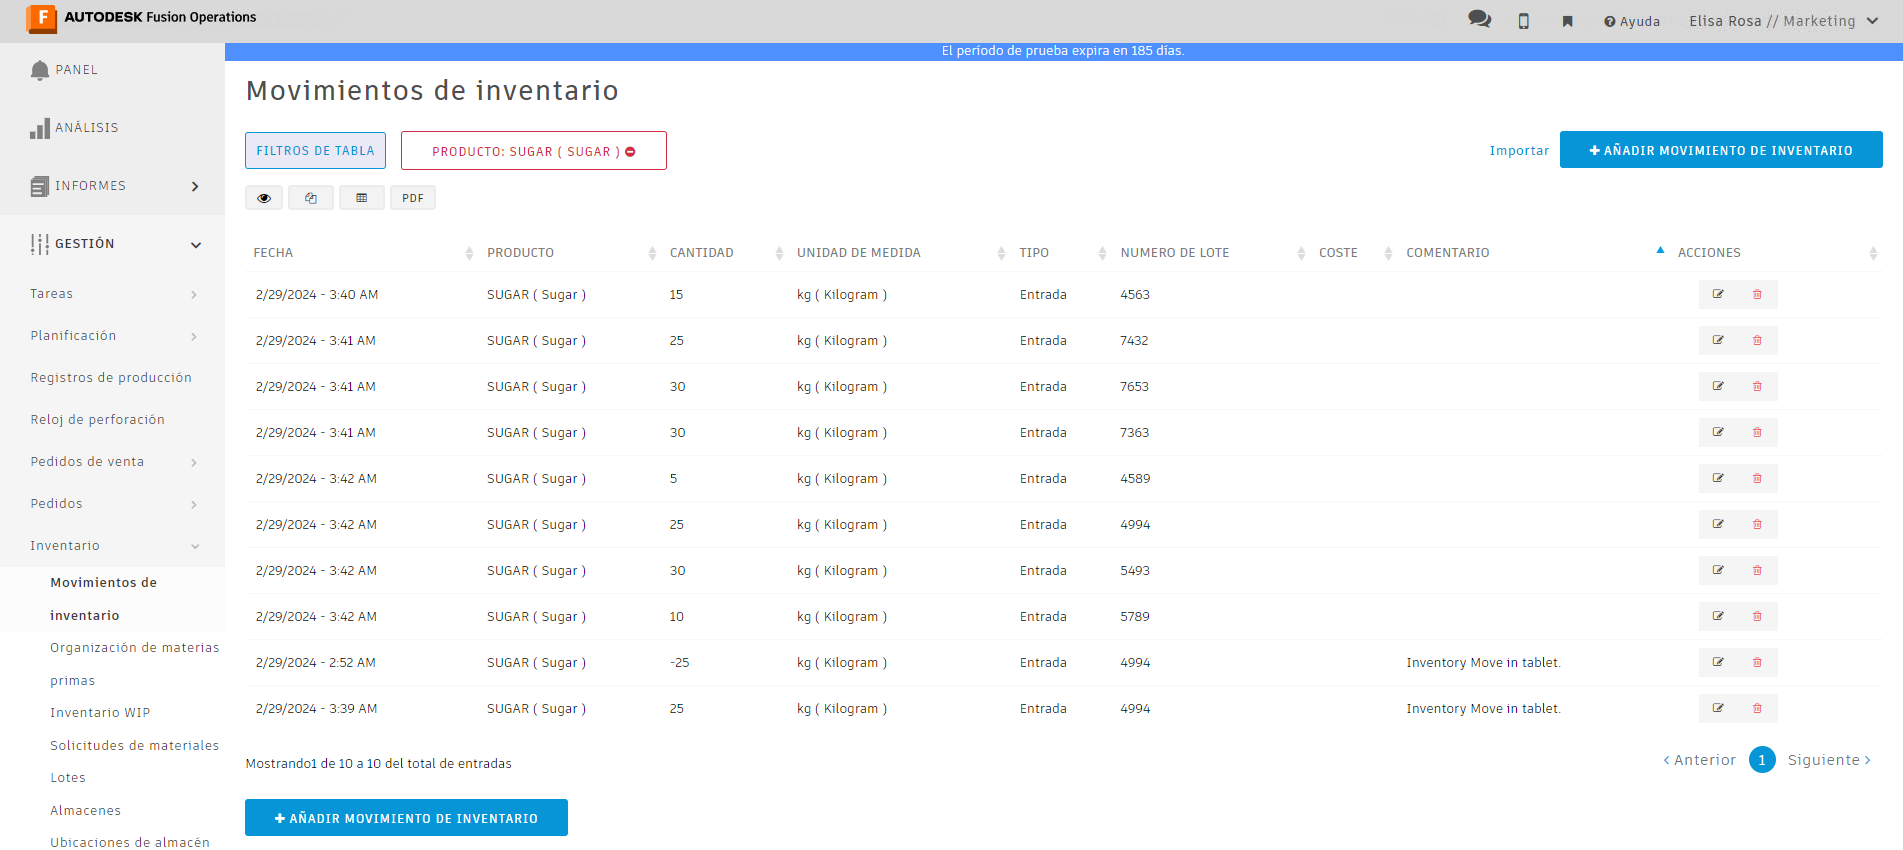 AUTODESK Fusion Operations
Ayuda
Elisa Rosa // Marketing
El período de prueba expira en 185 días.
PANEL
ANÁLISIS
INFORMES
GESTIÓN
Tareas
Planificación
Registros de producción
Reloj de perforación
Pedidos de venta
Pedidos
Inventario
Movimientos de
inventario
Organización de materias
primas
Inventario WIP
Solicitudes de materiales
Lotes
Almacenes
Ubicaciones de almacén
Movimientos de inventario
FILTROS DE TABLA
PRODUCTO: SUGAR ( SUGAR )
Importar
+ AÑADIR MOVIMIENTO DE INVENTARIO
PDF
FECHA PRODUCTO CANTIDAD UNIDAD DE MEDIDA TIPO NUMERO DE LOTE COSTE COMENTARIO ACCIONES
2/29/2024 - 3:40 AM SUGAR ( Sugar ) 15 kg ( Kilogram ) Entrada 4563
2/29/2024 - 3:41 AM SUGAR ( Sugar ) 25 kg ( Kilogram ) Entrada 7432
2/29/2024 - 3:41 AM SUGAR ( Sugar ) 30 kg ( Kilogram ) Entrada 7653
2/29/2024 - 3:41 AM SUGAR ( Sugar ) 30 kg ( Kilogram ) Entrada 7363
2/29/2024 - 3:42 AM SUGAR ( Sugar ) 5 kg ( Kilogram ) Entrada 4589
2/29/2024 - 3:42 AM SUGAR ( Sugar ) 25 kg ( Kilogram ) Entrada 4994
2/29/2024 - 3:42 AM SUGAR ( Sugar ) 30 kg ( Kilogram ) Entrada 5493
2/29/2024 - 3:42 AM SUGAR ( Sugar ) 10 kg ( Kilogram ) Entrada 5789
2/29/2024 - 2:52 AM SUGAR ( Sugar ) -25 kg ( Kilogram ) Entrada 4994 Inventory Move in tablet.
2/29/2024 - 3:39 AM SUGAR ( Sugar ) 25 kg ( Kilogram ) Entrada 4994 Inventory Move in tablet.
Mostrando1 de 10 a 10 del total de entradas
< Anterior 1 Siguiente >
+ AÑADIR MOVIMIENTO DE INVENTARIO